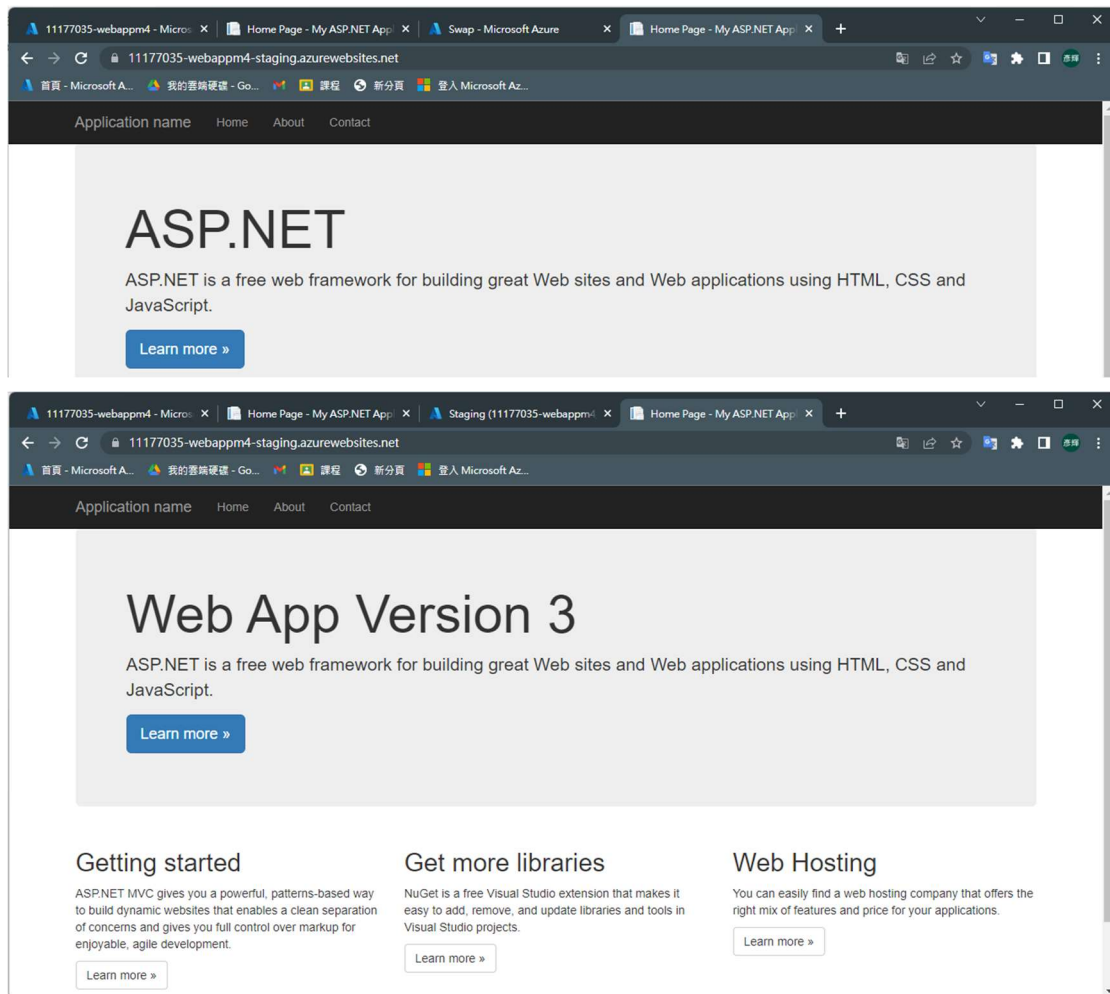 11177035-webappm4 - Micros
Home Page - My ASP.NET Appl
Swap - Microsoft Azure
Home Page - My ASP.NET Appl
11177035-webappm4-staging.azurewebsites.net
彥輝
首頁 - Microsoft A...
我的雲端硬碟 - Go...
課程
新分頁
登入 Microsoft Az...
Application name
Home
About
Contact
ASP.NET
ASP.NET is a free web framework for building great Web sites and Web applications using HTML, CSS and
JavaScript.
Learn more »
11177035-webappm4 - Micros
Home Page - My ASP.NET Appl
Staging (11177035-webappm4
Home Page - My ASP.NET Appl
11177035-webappm4-staging.azurewebsites.net
彥輝
首頁 - Microsoft A...
我的雲端硬碟 - Go...
課程
新分頁
登入 Microsoft Az...
Application name
Home
About
Contact
Web App Version 3
ASP.NET is a free web framework for building great Web sites and Web applications using HTML, CSS and
JavaScript.
Learn more »
Getting started
ASP.NET MVC gives you a powerful, patterns-based way
to build dynamic websites that enables a clean separation
of concerns and gives you full control over markup for
enjoyable, agile development.
Learn more »
Get more libraries
NuGet is a free Visual Studio extension that makes it
easy to add, remove, and update libraries and tools in
Visual Studio projects.
Learn more »
Web Hosting
You can easily find a web hosting company that offers the
right mix of features and price for your applications.
Learn more »